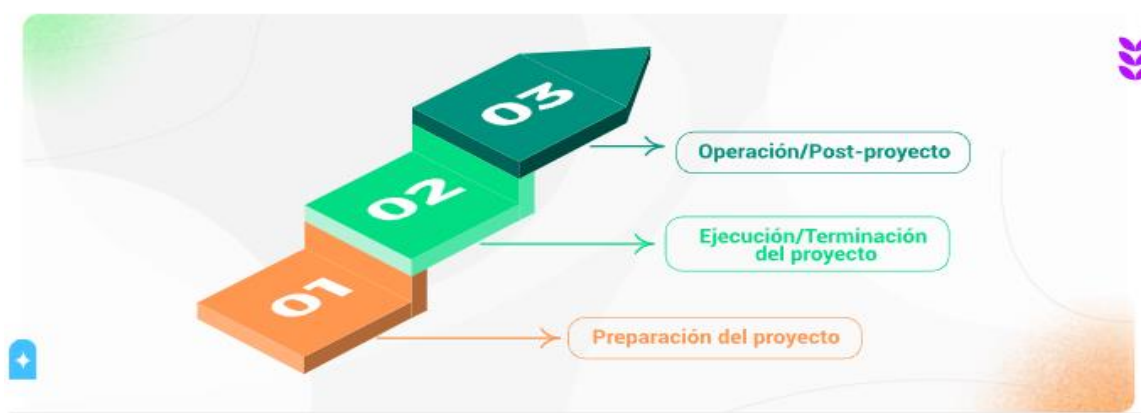 03
Operación/Post-proyecto
02
Ejecución/Terminación
del proyecto
01
Preparación del proyecto